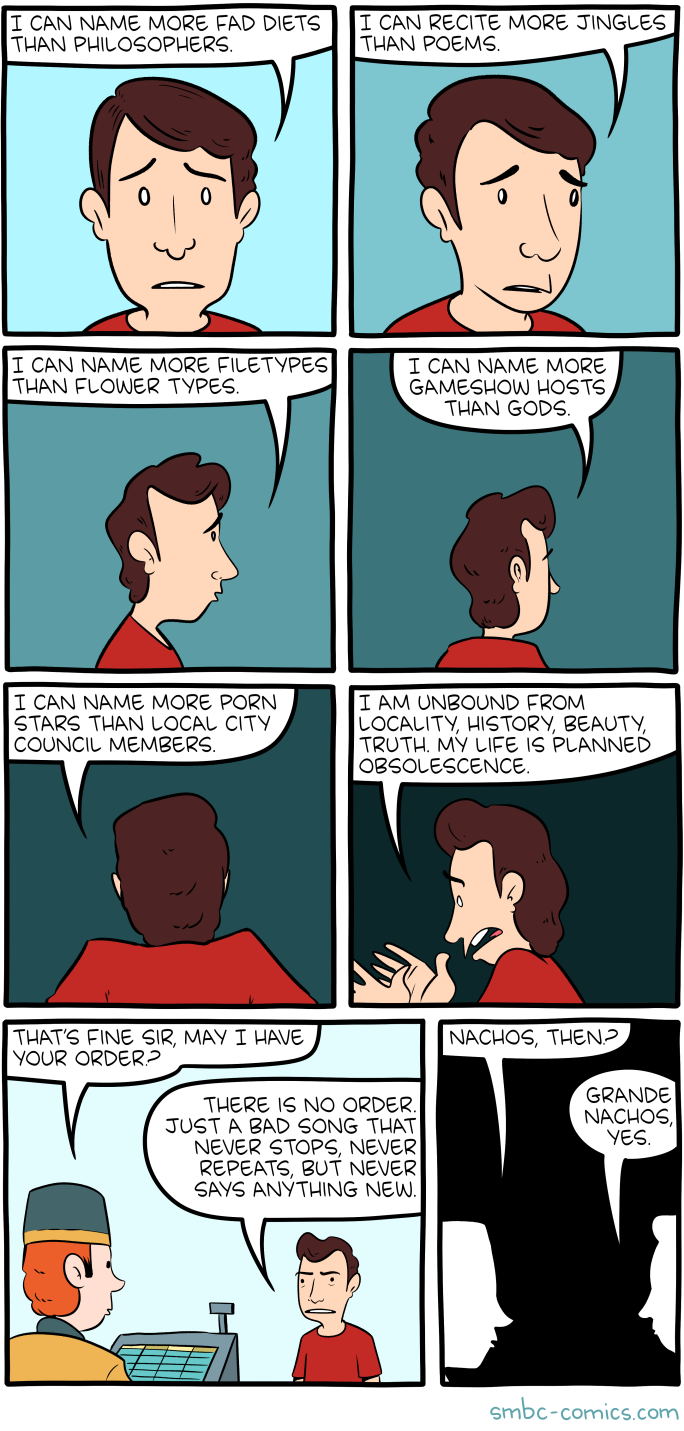 I CAN NAME MORE FAD DIETS
THAN PHILOSOPHERS.
I CAN RECITE MORE JINGLES
THAN POEMS.
I CAN NAME MORE FILETYPES
THAN FLOWER TYPES.
I CAN NAME MORE
GAMESHOW HOSTS
THAN GODS.
I CAN NAME MORE PORN
STARS THAN LOCAL CITY
COUNCIL MEMBERS.
I AM UNBOUND FROM
LOCALITY, HISTORY, BEAUTY,
TRUTH. MY LIFE IS PLANNED
OBSOLESCENCE.
THAT'S FINE SIR, MAY I HAVE
YOUR ORDER?
THERE IS NO ORDER.
JUST A BAD SONG THAT
NEVER STOPS, NEVER
REPEATS, BUT NEVER
SAYS ANYTHING NEW.
NACHOS, THEN?
GRANDE
NACHOS,
YES.
smbc-comics.com